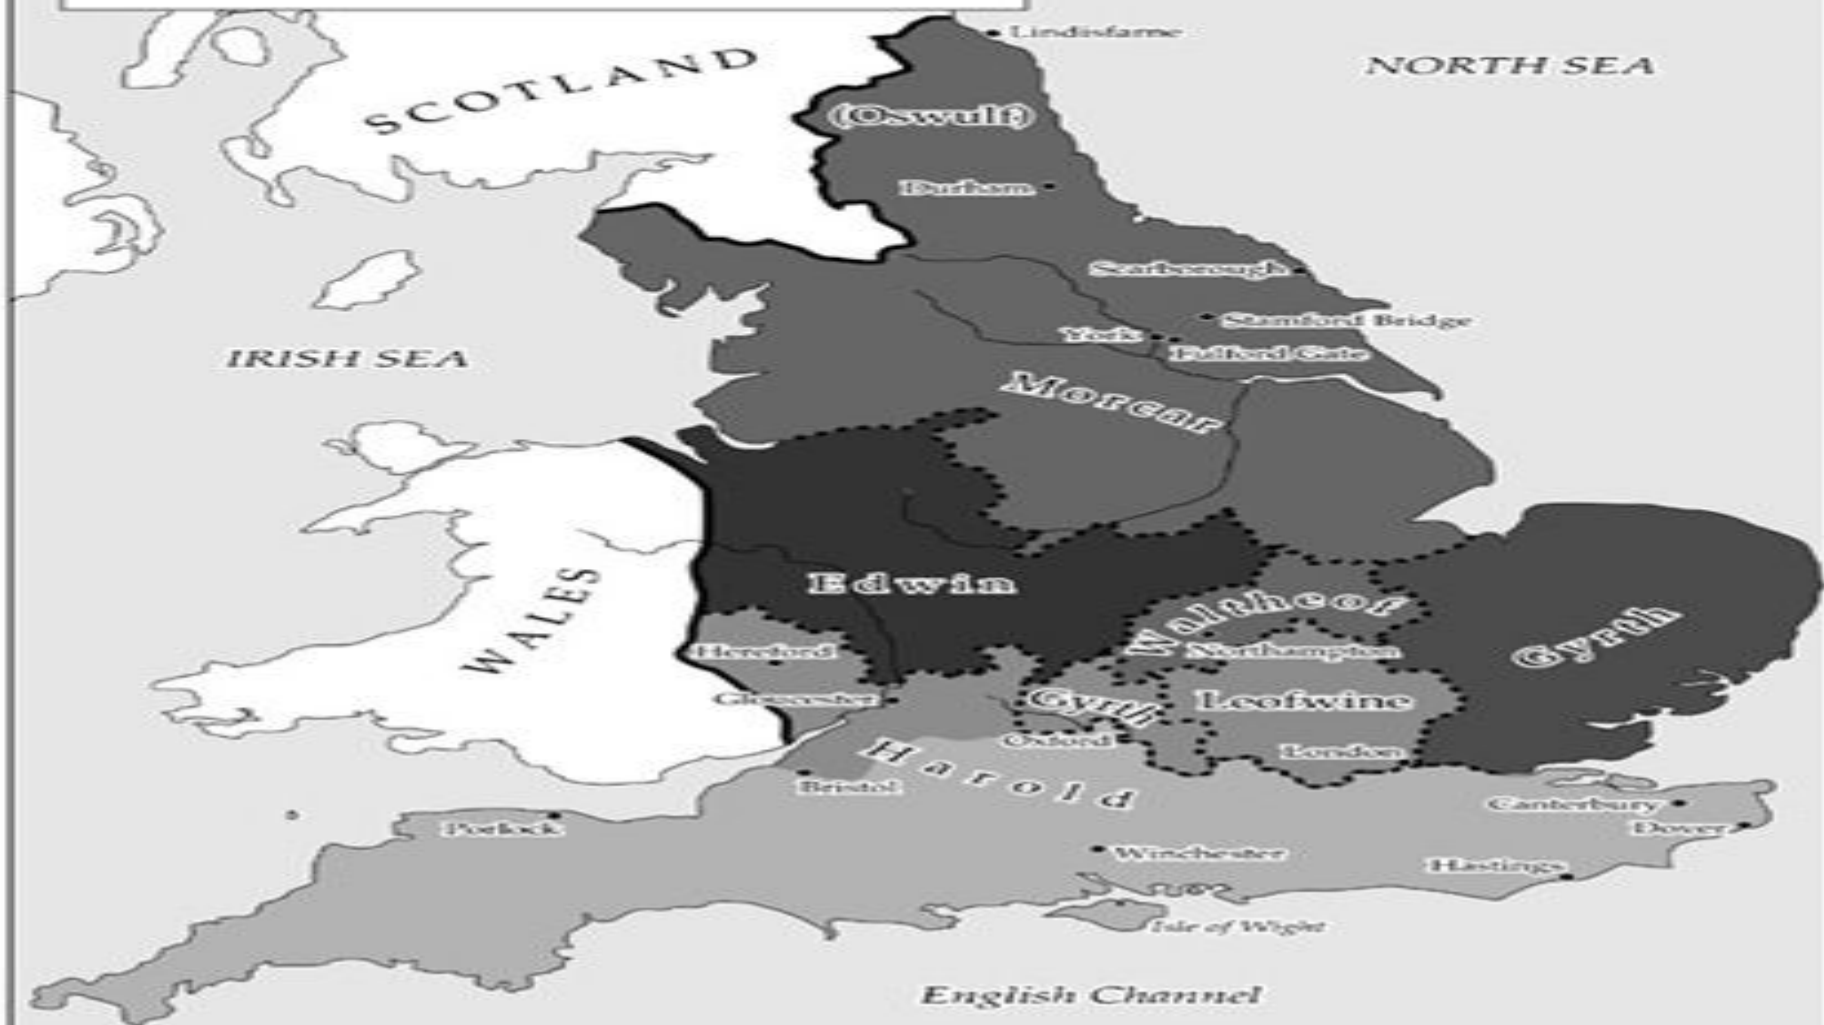 Lindisfarne
NORTH SEA
SCOTLAND
(Oswulf)
Durham
Scarborough
Stamford Bridge
York
Fulford Gate
IRISH SEA
Morcar
Edwin
WALES
Waltheof
Gyrth
Hereford
Northampton
Gloucester
Gyrth
Leofwine
Oxford
London
Harold
Bristol
Canterbury
Porlock
Dover
Winchester
Hastings
Isle of Wight
English Channel